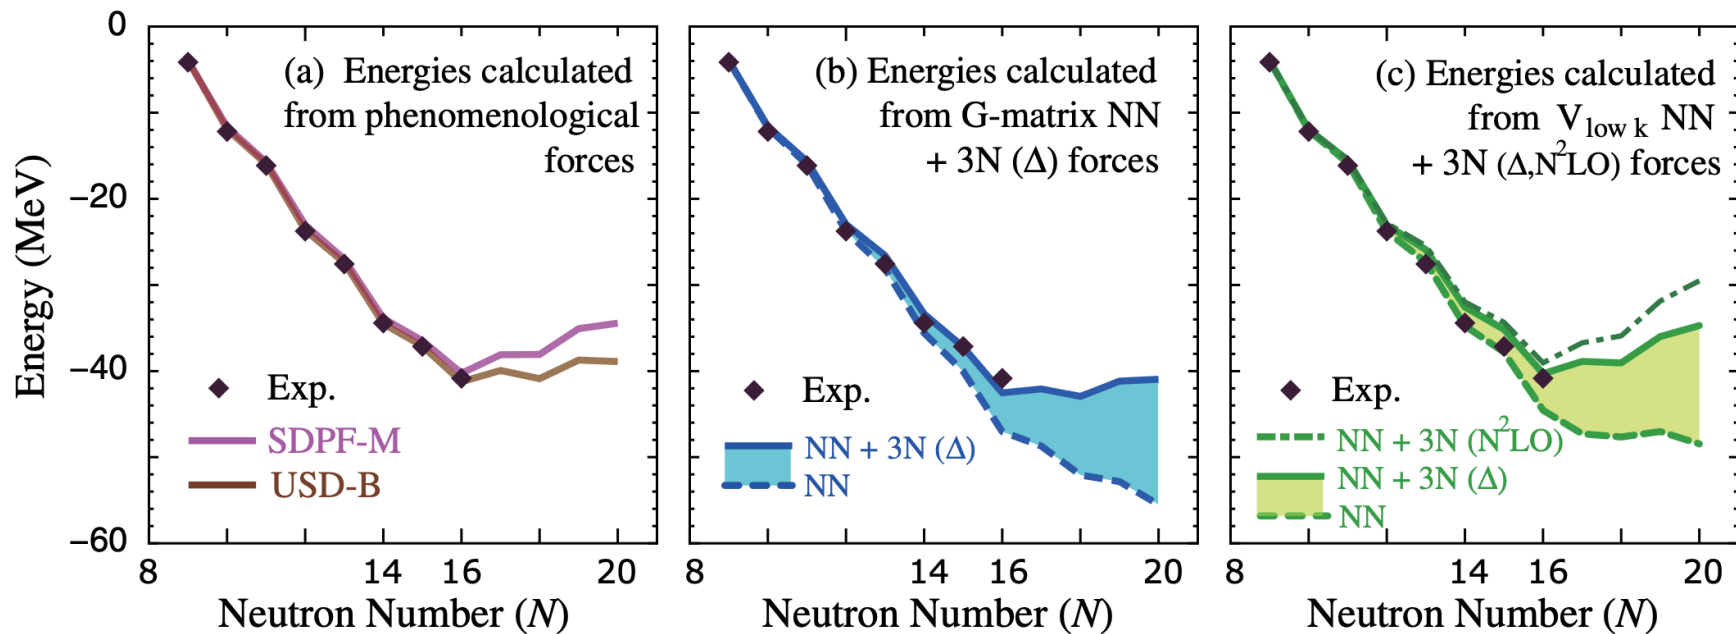 0
−20
−40
−60
Energy (MeV)
(a) Energies calculated
from phenomenological
forces
Exp.
SDPF-M
USD-B
8
14
16
20
Neutron Number (N)
(b) Energies calculated
from G-matrix NN
+ 3N (Δ) forces
Exp.
NN + 3N (Δ)
NN
8
14
16
20
Neutron Number (N)
(c) Energies calculated
from V_low k NN
+ 3N (Δ,N²LO) forces
Exp.
NN + 3N (N²LO)
NN + 3N (Δ)
NN
8
14
16
20
Neutron Number (N)